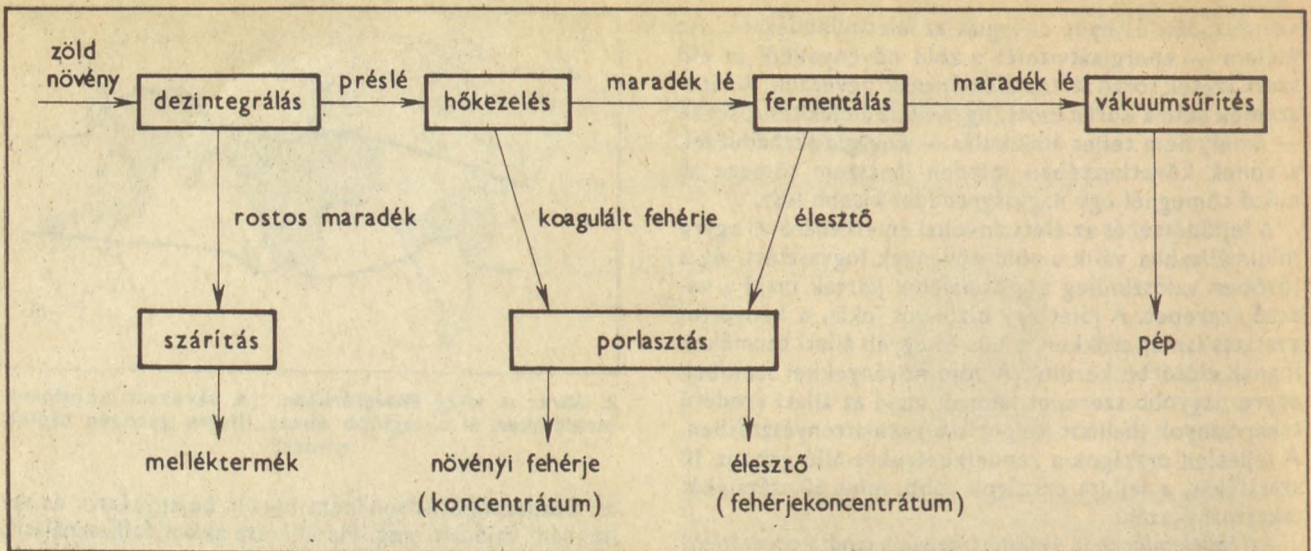 zöld
növény
dezintegrálás
préslé
hőkezelés
maradék lé
fermentálás
maradék lé
vákuumsűrítés
rostos maradék
koagulált fehérje
élesztő
szárítás
porlasztás
pép
melléktermék
növényi fehérje
(koncentrátum)
élesztő
(fehérjekoncentrátum)